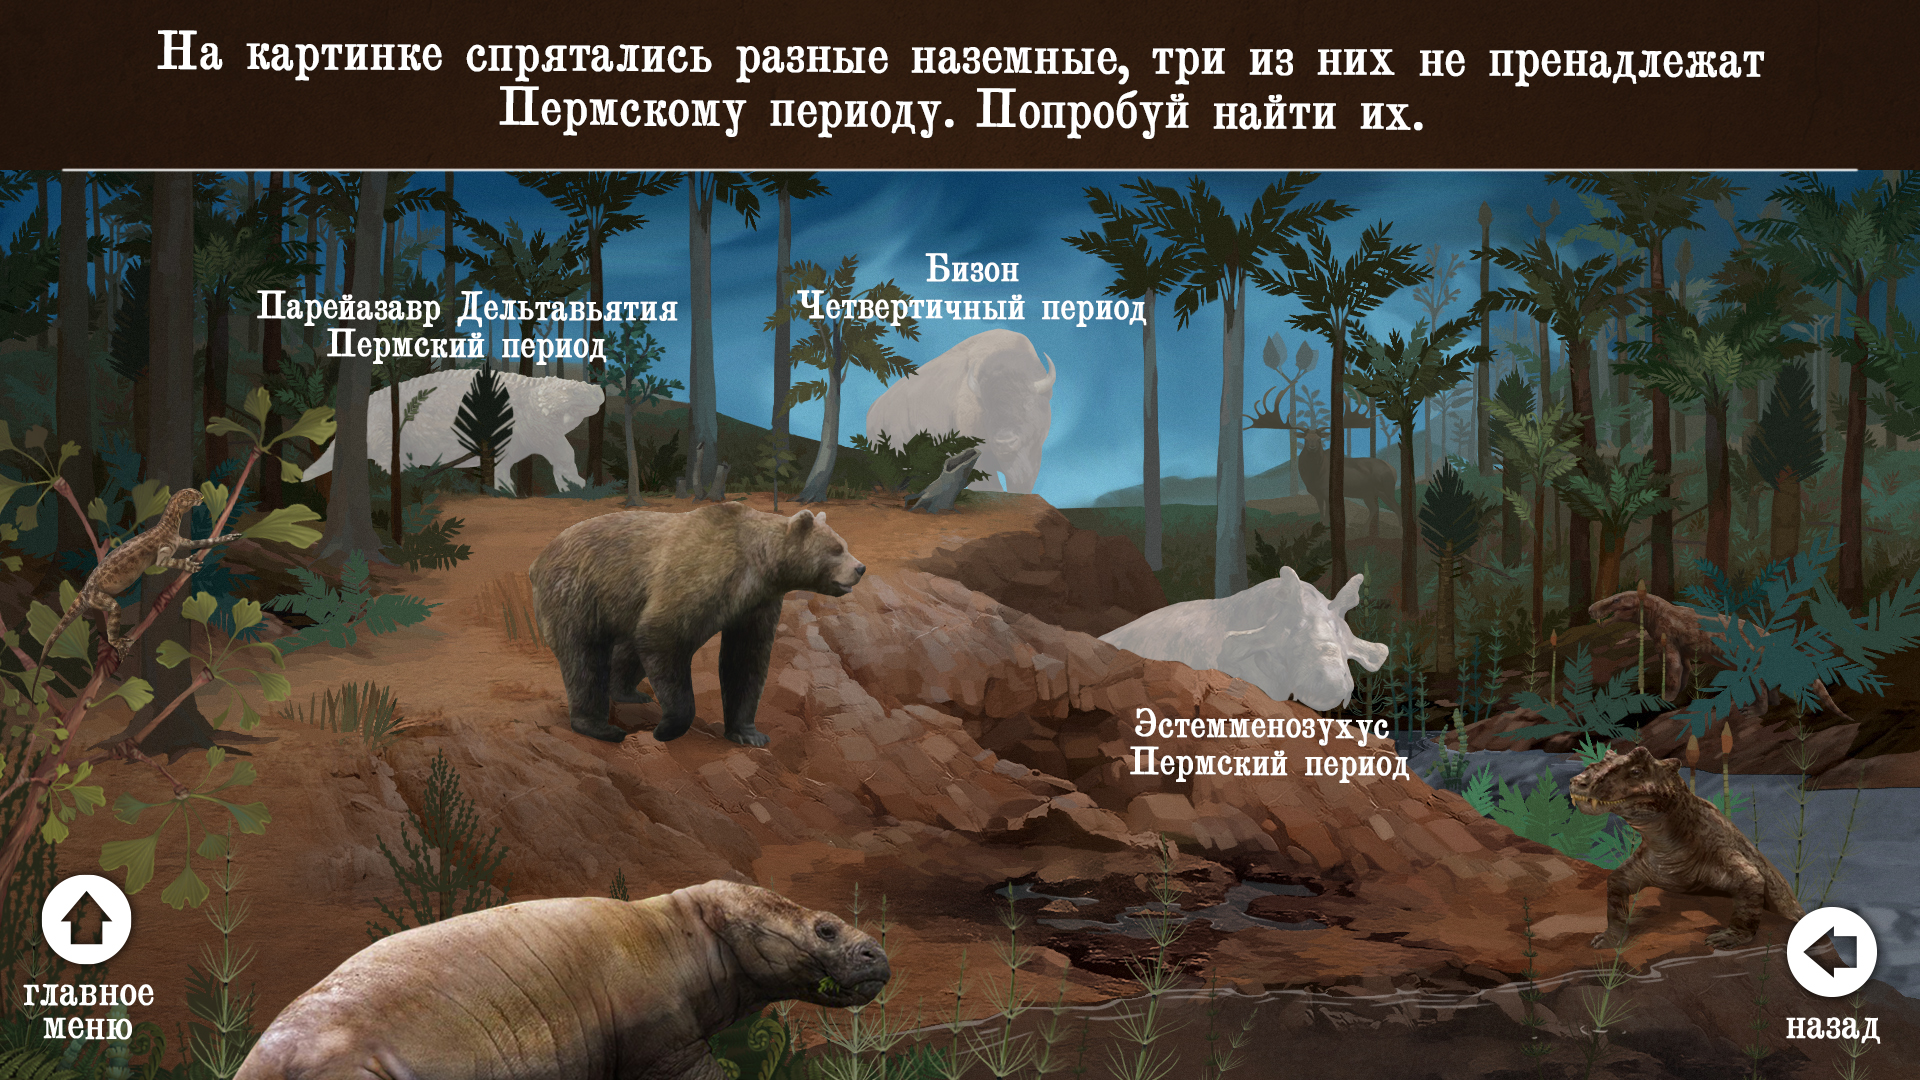 На картинке спрятались разные наземные, три из них не пренадлежат
Пермскому периоду. Попробуй найти их.
Бизон
Четвертичный период
Парейазавр Дельтавьятия
Пермский период
Эстемменозухус
Пермский период
главное
меню
назад